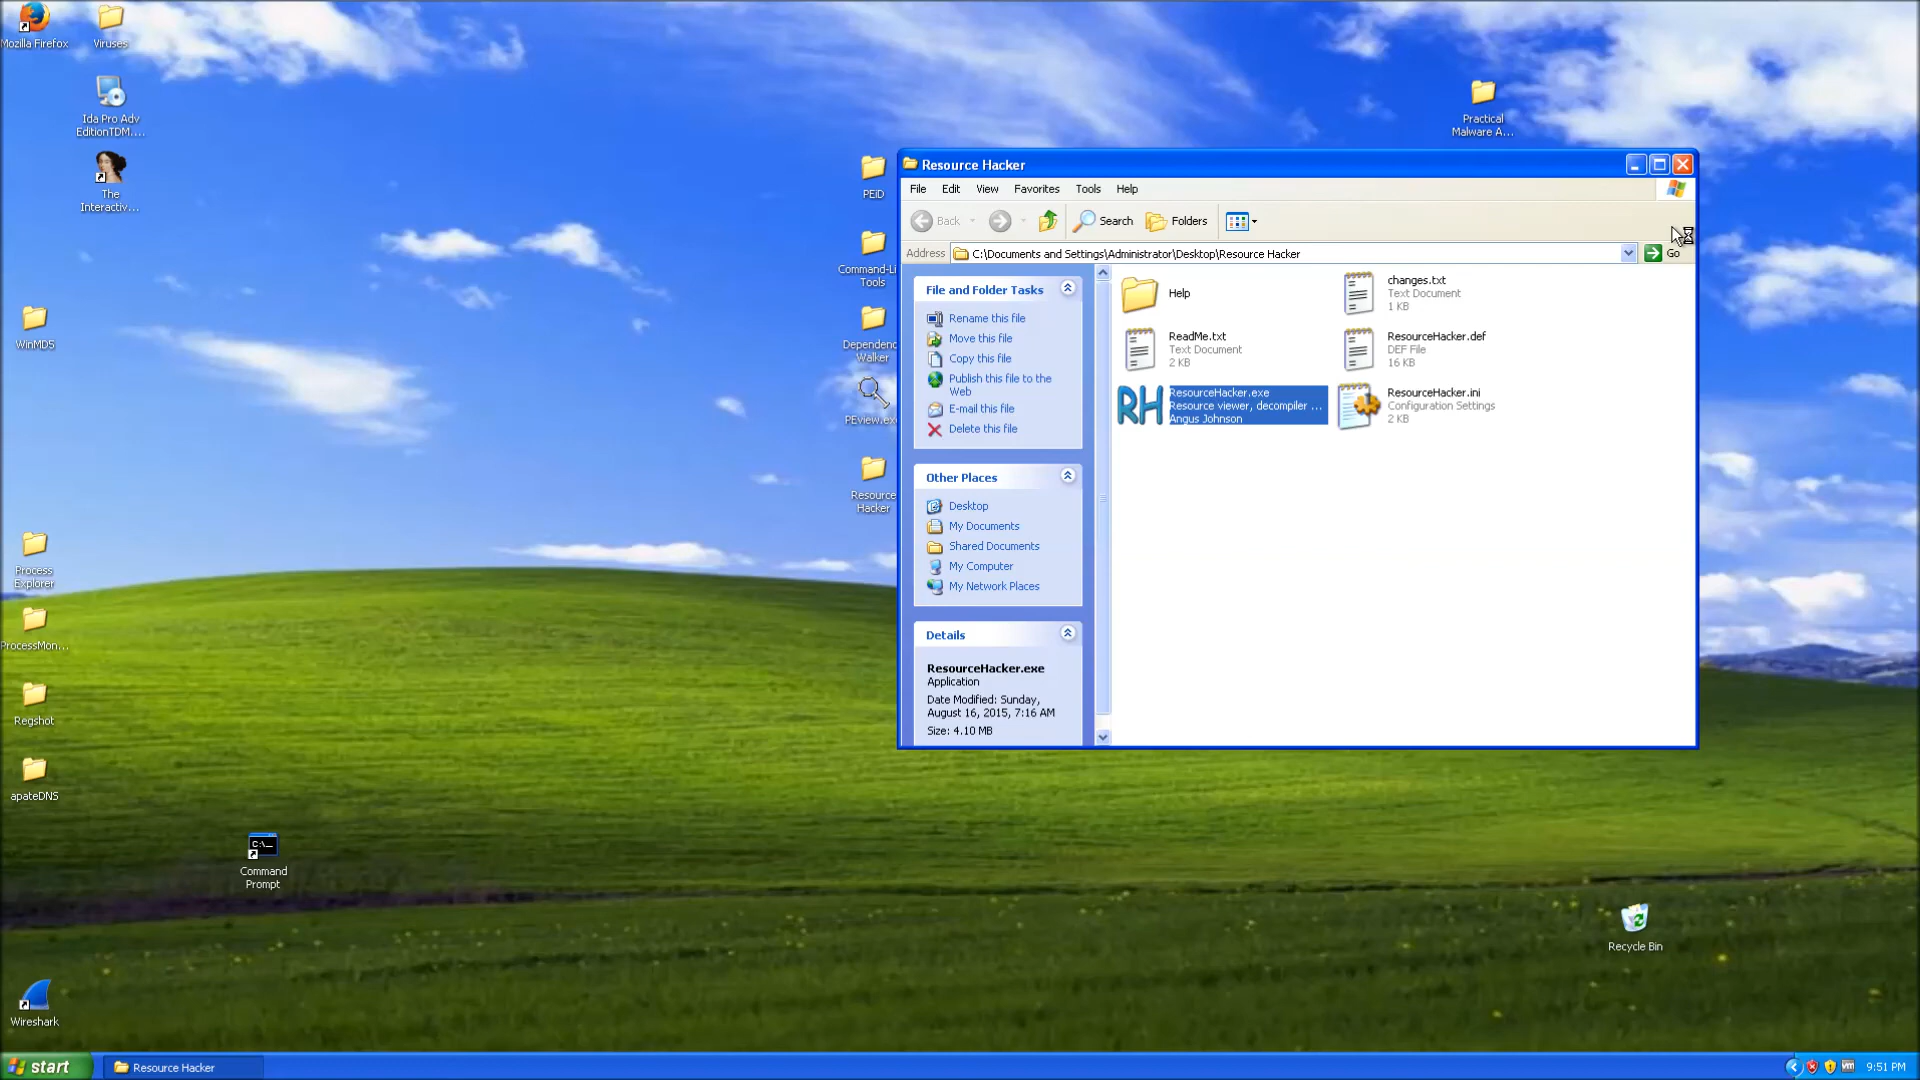 Mozilla Firefox
Viruses
Ida Pro Adv
EditionTDM....
The
Interactiv...
WinMD5
Process
Explorer
ProcessMon...
Regshot
apateDNS
Command
Prompt
Wireshark
PEiD
Command-Li
Tools
Dependenc
Walker
PEview.exe
Resource
Hacker
Practical
Malware A...
Recycle Bin
Resource Hacker
File Edit View Favorites Tools Help
Back Search Folders
Address C:\Documents and Settings\Administrator\Desktop\Resource Hacker Go
File and Folder Tasks
Rename this file
Move this file
Copy this file
Publish this file to the
Web
E-mail this file
Delete this file
Other Places
Desktop
My Documents
Shared Documents
My Computer
My Network Places
Details
ResourceHacker.exe
Application
Date Modified: Sunday,
August 16, 2015, 7:16 AM
Size: 4.10 MB
Help
changes.txt
Text Document
1 KB
ReadMe.txt
Text Document
2 KB
ResourceHacker.def
DEF File
16 KB
RH
ResourceHacker.exe
Resource viewer, decompiler ...
Angus Johnson
ResourceHacker.ini
Configuration Settings
2 KB
start
Resource Hacker
9:51 PM